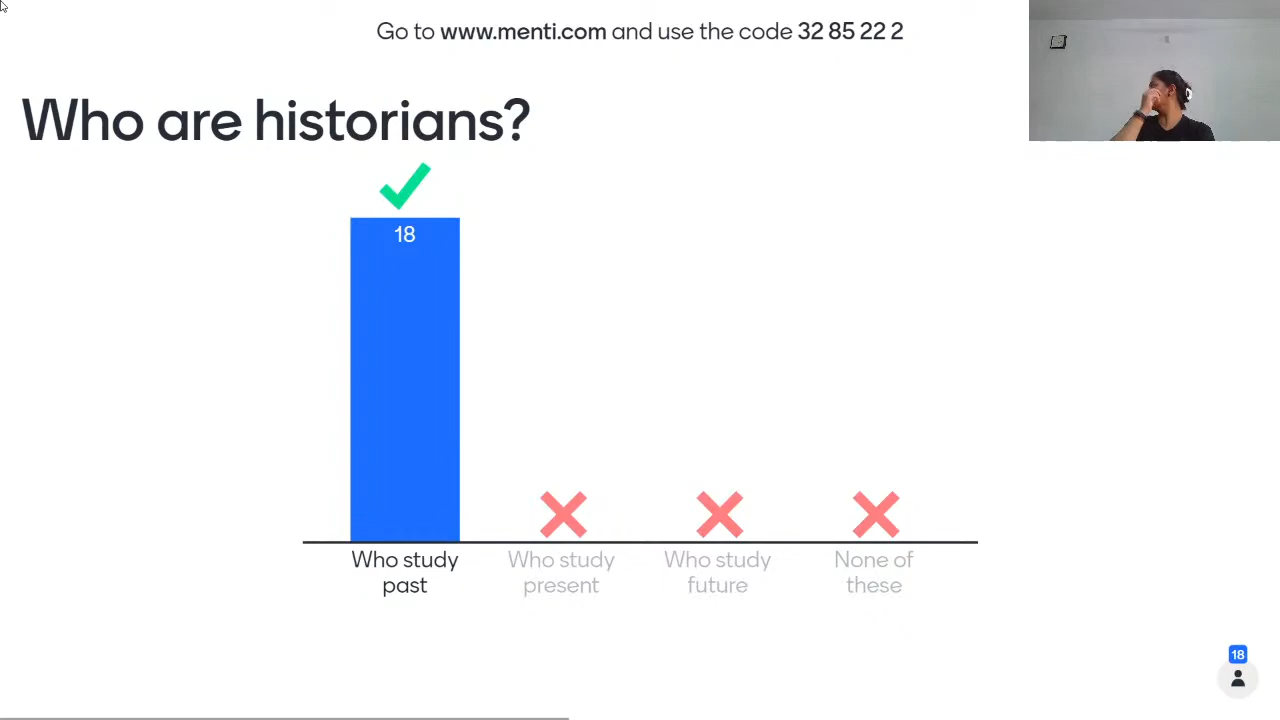 Go to www.menti.com and use the code 32 85 22 2
Who are historians?
18
Who study
past
Who study
present
Who study
future
None of
these
18